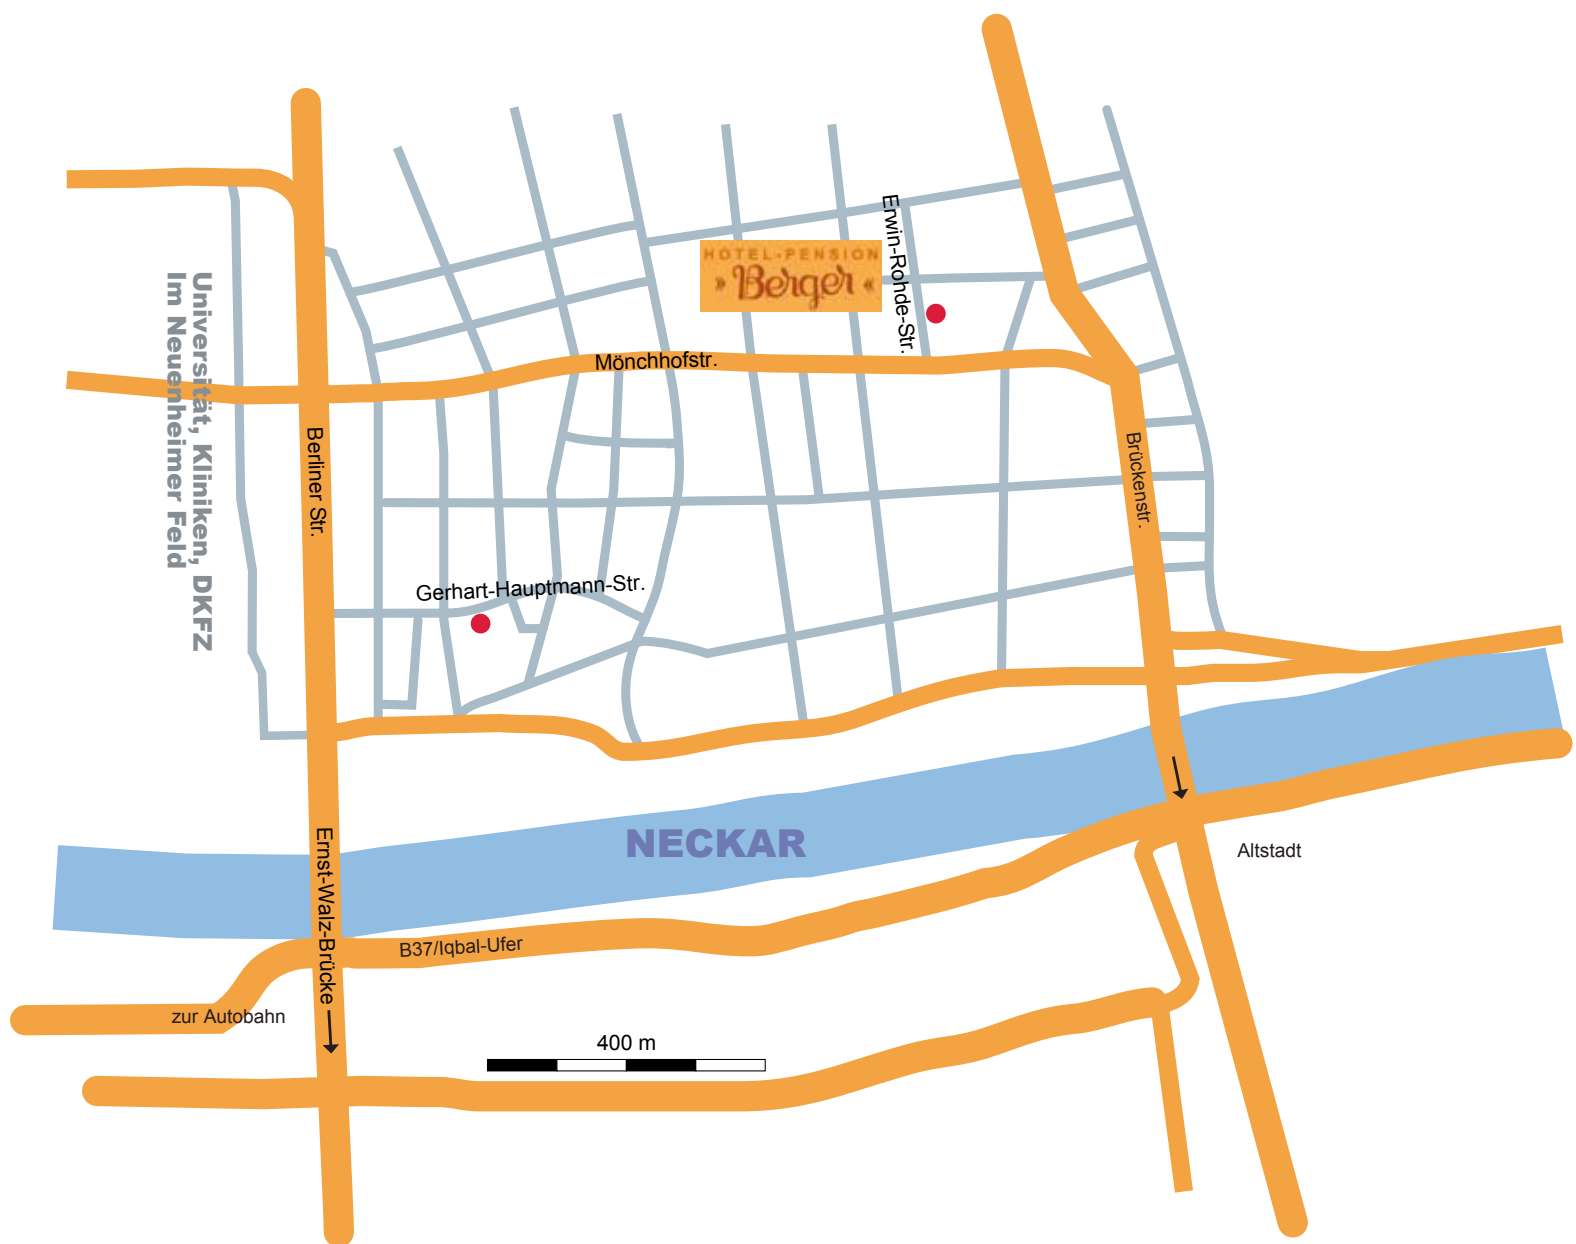 Erwin-Rohde-Str.
HOTEL-PENSION
» Berger «
Mönchhofstr.
Universität, Kliniken, DKFZ
Im Neuenheimer Feld
Berliner Str.
Brückenstr.
Gerhart-Hauptmann-Str.
NECKAR
Altstadt
Ernst-Walz-Brücke
B37/Iqbal-Ufer
zur Autobahn
400 m